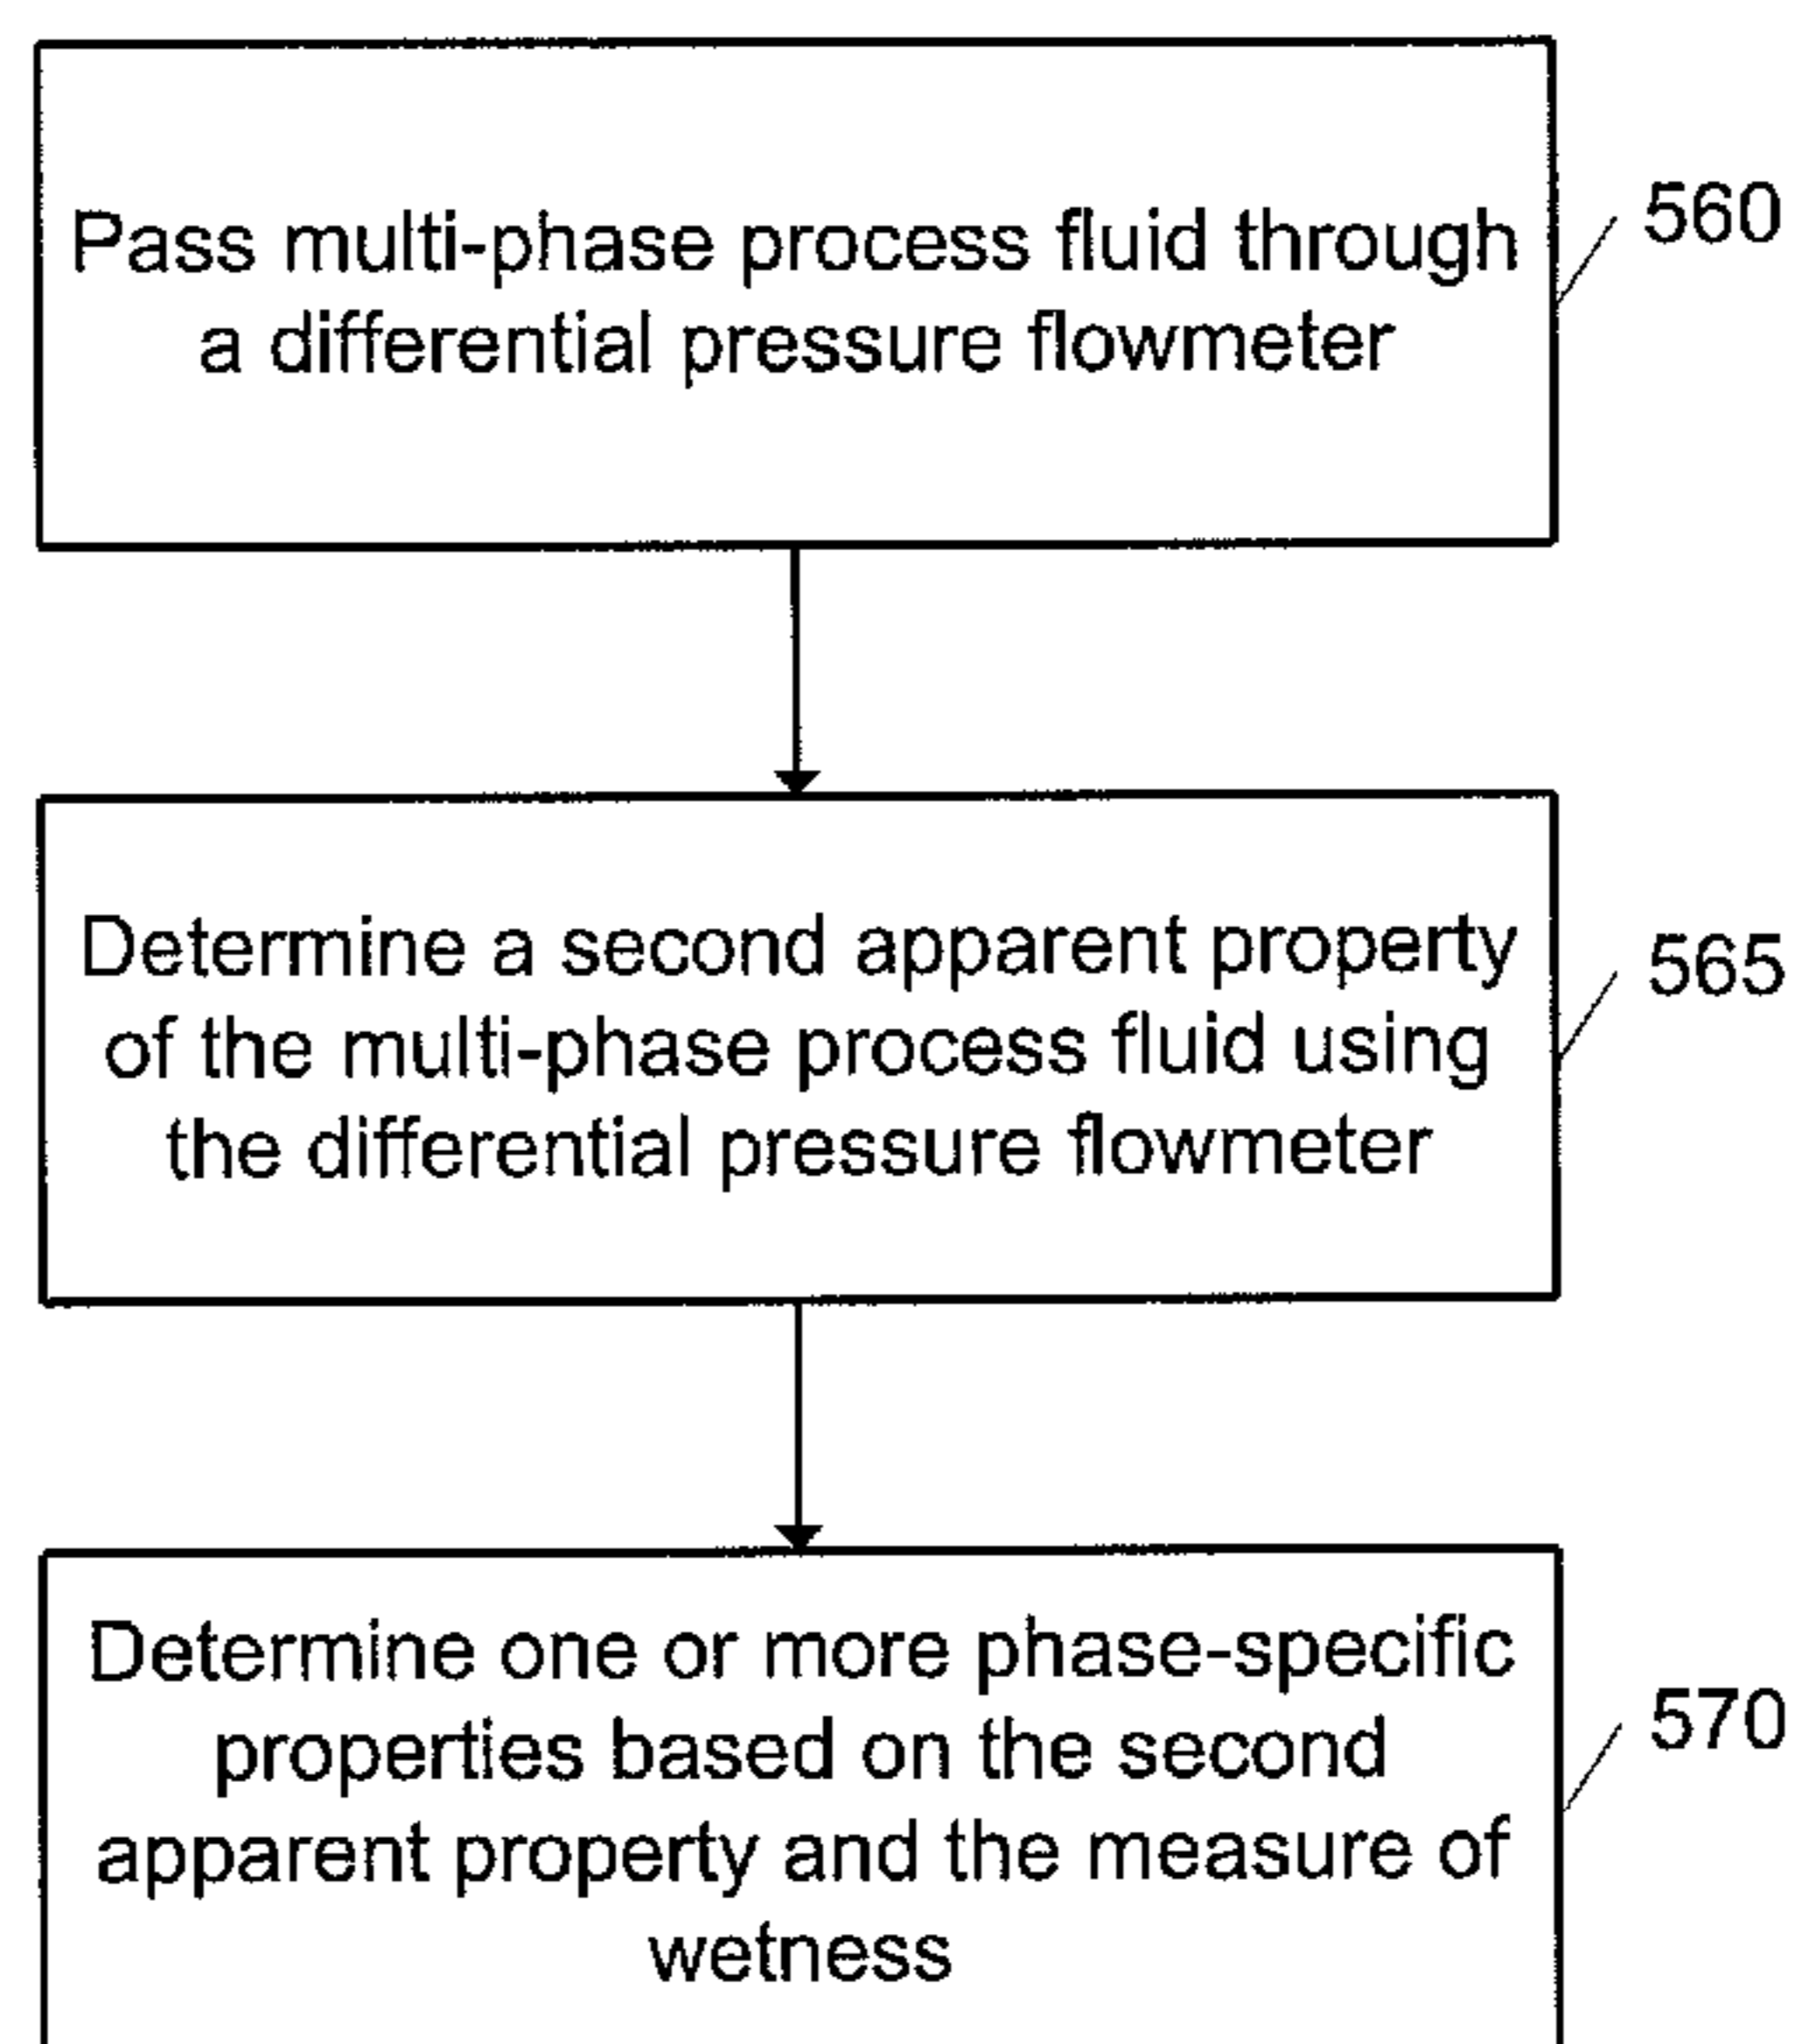 Pass multi-phase process fluid through
a differential pressure flowmeter
560
Determine a second apparent property
of the multi-phase process fluid using
the differential pressure flowmeter
565
Determine one or more phase-specific
properties based on the second
apparent property and the measure of
wetness
570